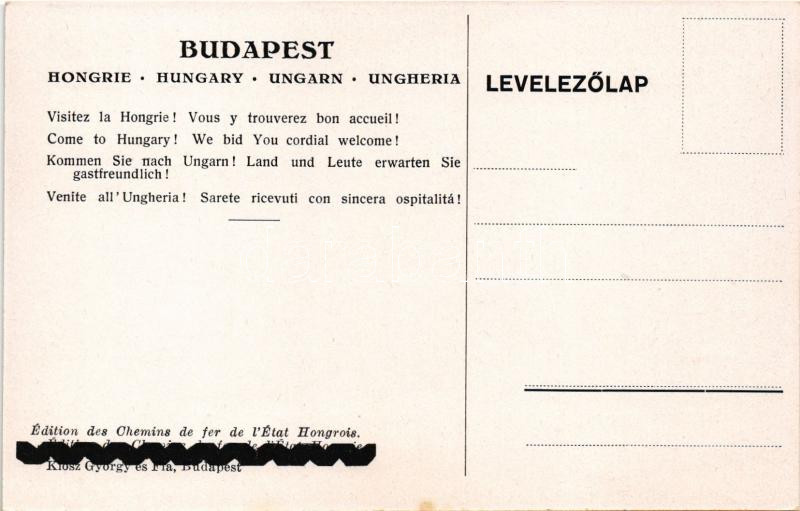 BUDAPEST
HONGRIE · HUNGARY · UNGARN · UNGHERIA
Visitez la Hongrie! Vous y trouverez bon accueil!
Come to Hungary! We bid You cordial welcome!
Kommen Sie nach Ungarn! Land und Leute erwarten Sie
gastfreundlich!
Venite all' Ungheria! Sarete ricevuti con sincera ospitalitá!
Édition des Chemins de fer de l'État Hongrois.
Klösz György és Fia, Budapest
LEVELEZŐLAP